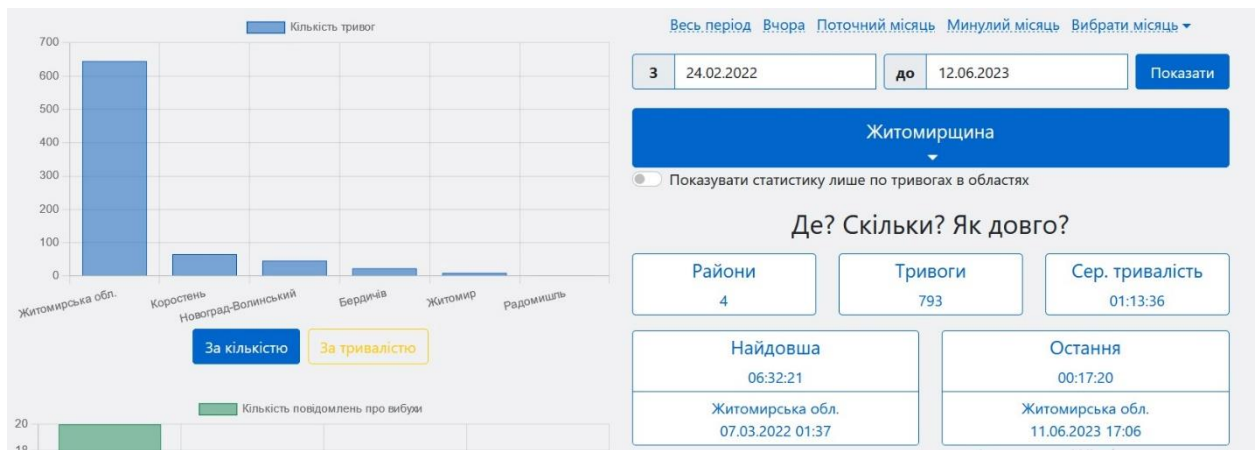 Кількість тривог
700
600
500
400
300
200
100
0
Житомирська обл.
Коростень
Новоград-Волинський
Бердичів
Житомир
Радомишль
За кількістю
За тривалістю
Кількість повідомлень про вибухи
20
18
Весь період Вчора Поточний місяць Минулий місяць Вибрати місяць
З 24.02.2022 до 12.06.2023 Показати
Житомирщина
Показувати статистику лише по тривогах в областях
Де? Скільки? Як довго?
Райони
4
Тривоги
793
Сер. тривалість
01:13:36
Найдовша
06:32:21
Житомирська обл.
07.03.2022 01:37
Остання
00:17:20
Житомирська обл.
11.06.2023 17:06